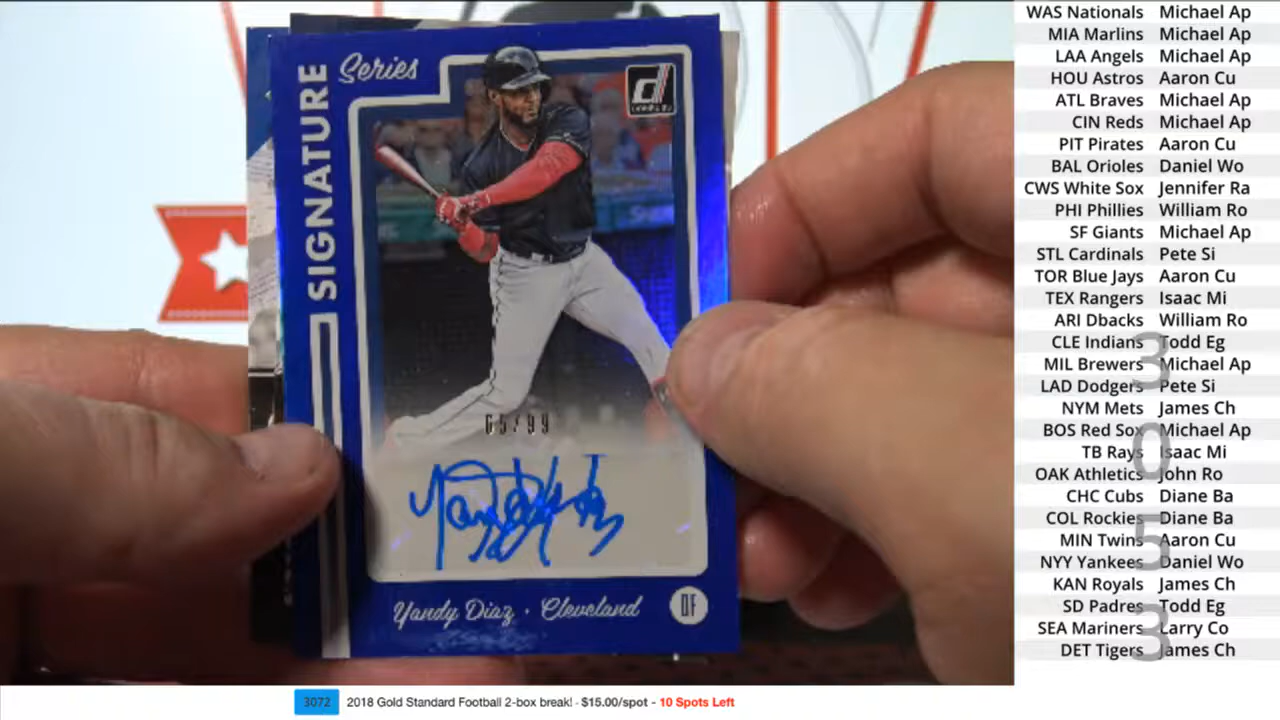 SIGNATURE
Series
65/99
Yandy Diaz
Yandy Diaz · Cleveland
OF
WAS Nationals Michael Ap
MIA Marlins Michael Ap
LAA Angels Michael Ap
HOU Astros Aaron Cu
ATL Braves Michael Ap
CIN Reds Michael Ap
PIT Pirates Aaron Cu
BAL Orioles Daniel Wo
CWS White Sox Jennifer Ra
PHI Phillies William Ro
SF Giants Michael Ap
STL Cardinals Pete Si
TOR Blue Jays Aaron Cu
TEX Rangers Isaac Mi
ARI Dbacks William Ro
CLE Indians Todd Eg
MIL Brewers Michael Ap
LAD Dodgers Pete Si
NYM Mets James Ch
BOS Red Sox Michael Ap
TB Rays Isaac Mi
OAK Athletics John Ro
CHC Cubs Diane Ba
COL Rockies Diane Ba
MIN Twins Aaron Cu
NYY Yankees Daniel Wo
KAN Royals James Ch
SD Padres Todd Eg
SEA Mariners Larry Co
DET Tigers James Ch
3053
3072 2018 Gold Standard Football 2-box break! - $15.00/spot - 10 Spots Left